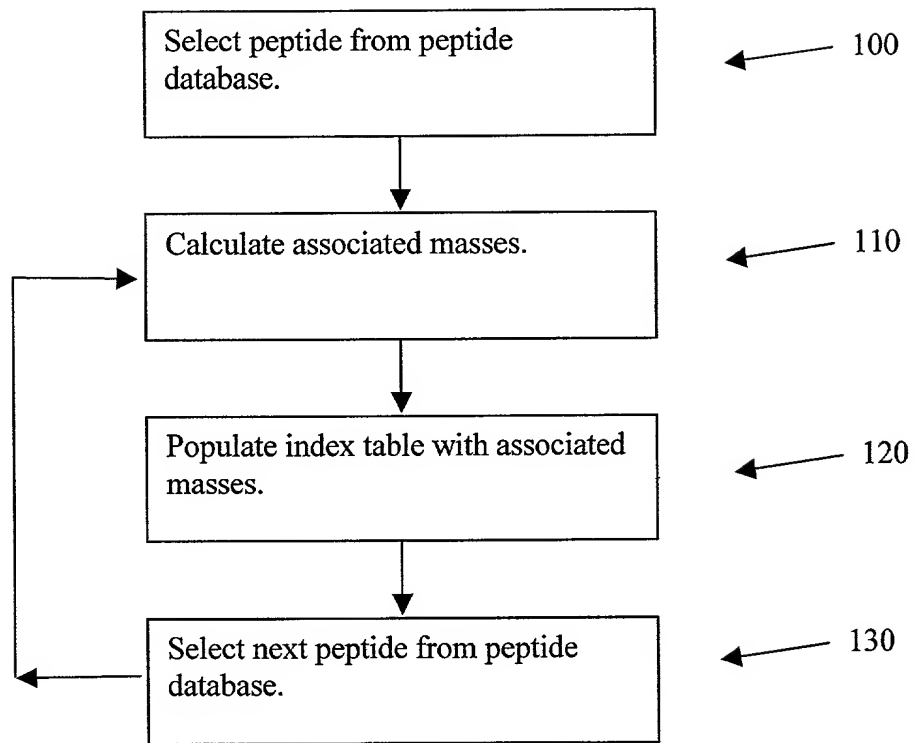 Select peptide from peptide
database.
100
Calculate associated masses.
110
Populate index table with associated
masses.
120
Select next peptide from peptide
database.
130